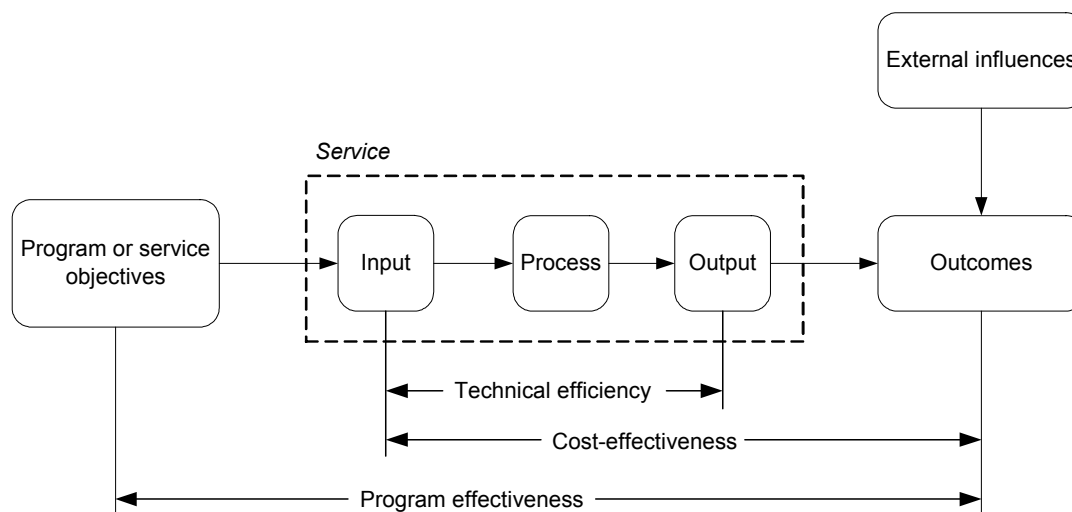 External influences
Service
Program or service
objectives
Input
Process
Output
Outcomes
Technical efficiency
Cost-effectiveness
Program effectiveness